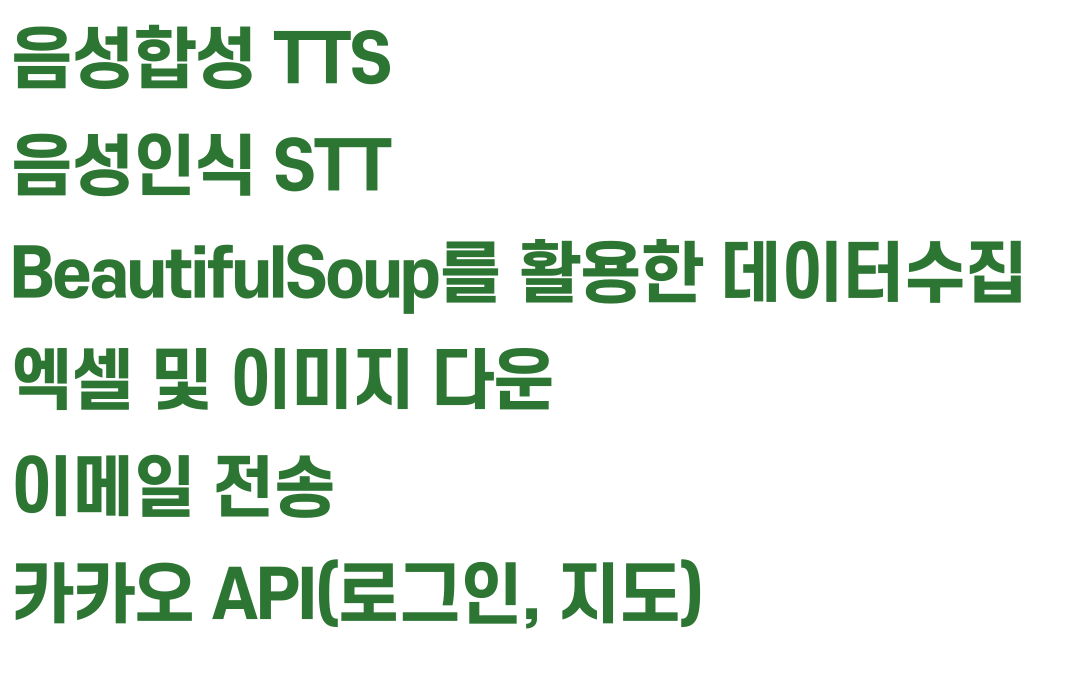 음성합성 TTS
음성인식 STT
BeautifulSoup를 활용한 데이터수집
엑셀 및 이미지 다운
이메일 전송
카카오 API(로그인, 지도)